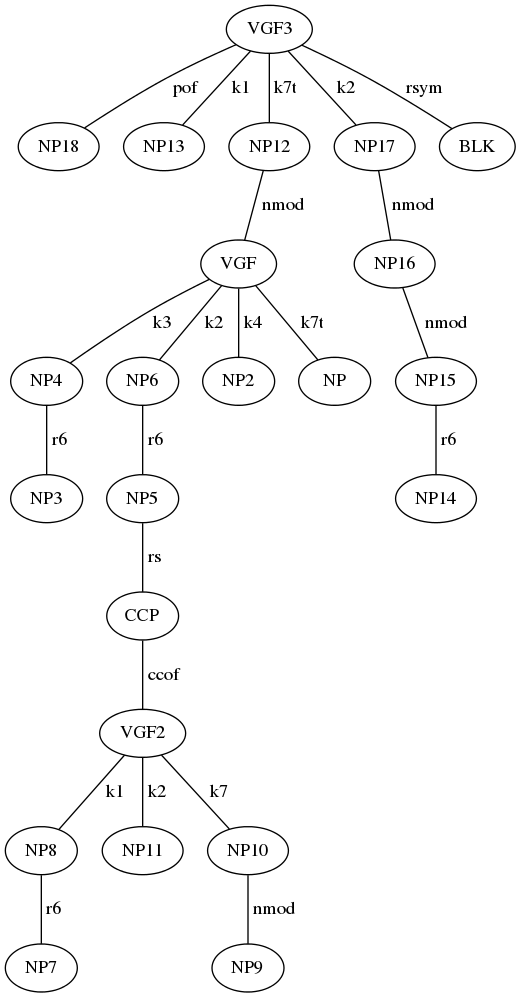 VGF3
pof k1 k7t k2 rsym
NP18 NP13 NP12 NP17 BLK
nmod nmod
VGF NP16
k3 k2 k4 k7t nmod
NP4 NP6 NP2 NP NP15
r6 r6 r6
NP3 NP5 NP14
rs
CCP
ccof
VGF2
k1 k2 k7
NP8 NP11 NP10
r6 nmod
NP7 NP9